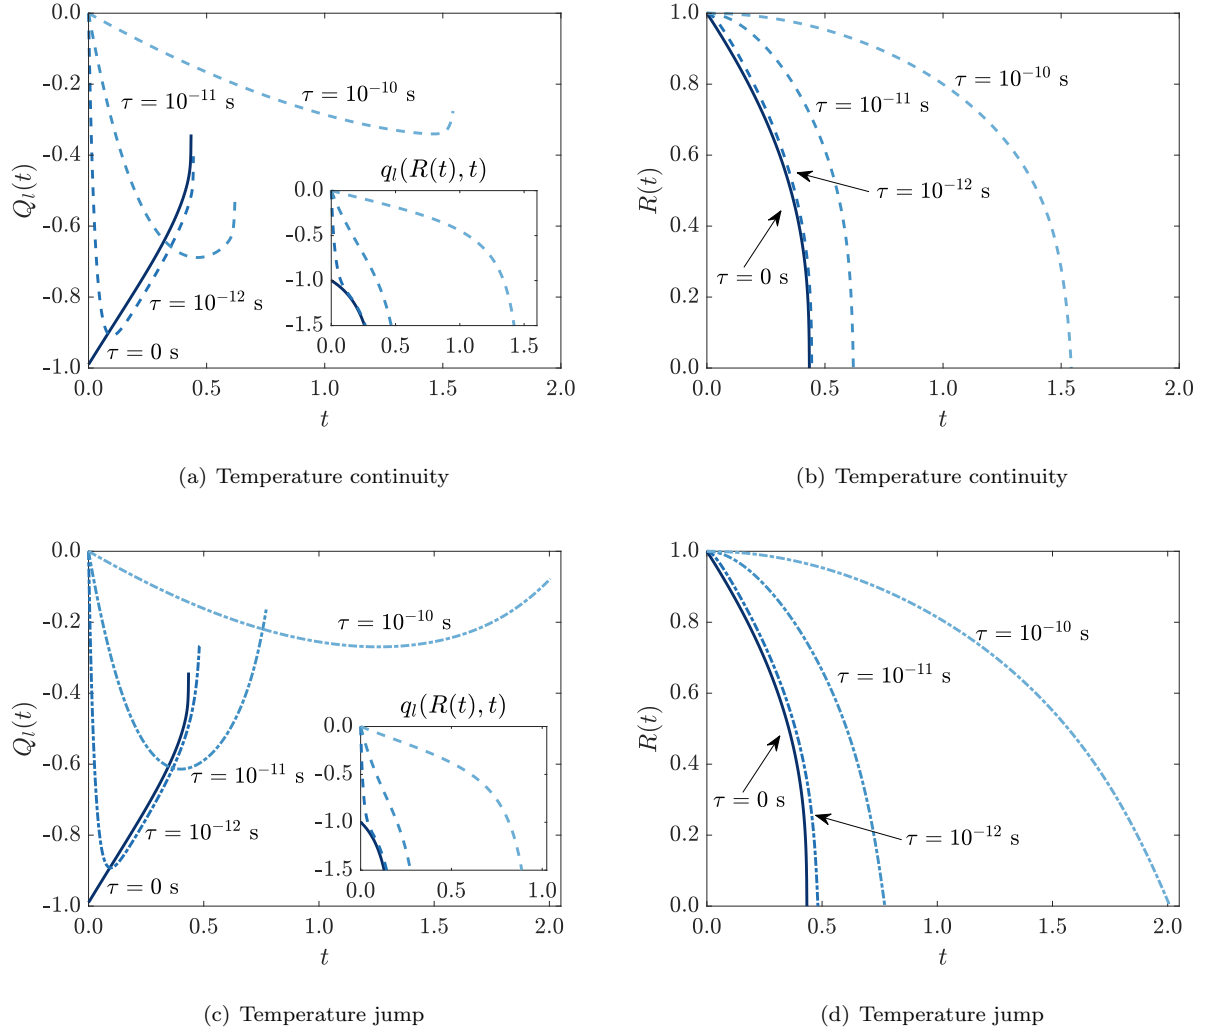 0.0
-0.2
-0.4
-0.6
-0.8
-1.0
Q_l(t)
τ = 10⁻¹¹ s
τ = 10⁻¹⁰ s
τ = 10⁻¹² s
τ = 0 s
q_l(R(t), t)
0.0
-0.5
-1.0
-1.5
0.0 0.5 1.0 1.5
0.0 0.5 1.0 1.5 2.0
t
(a) Temperature continuity
1.0
0.8
0.6
0.4
0.2
0.0
R(t)
τ = 10⁻¹⁰ s
τ = 10⁻¹¹ s
τ = 10⁻¹² s
τ = 0 s
0.0 0.5 1.0 1.5 2.0
t
(b) Temperature continuity
0.0
-0.2
-0.4
-0.6
-0.8
-1.0
Q_l(t)
τ = 10⁻¹⁰ s
τ = 10⁻¹¹ s
τ = 10⁻¹² s
τ = 0 s
q_l(R(t), t)
0.0
-0.5
-1.0
-1.5
0.0 0.5 1.0
0.0 0.5 1.0 1.5 2.0
t
(c) Temperature jump
1.0
0.8
0.6
0.4
0.2
0.0
R(t)
τ = 10⁻¹⁰ s
τ = 10⁻¹¹ s
τ = 0 s
τ = 10⁻¹² s
0.0 0.5 1.0 1.5 2.0
t
(d) Temperature jump